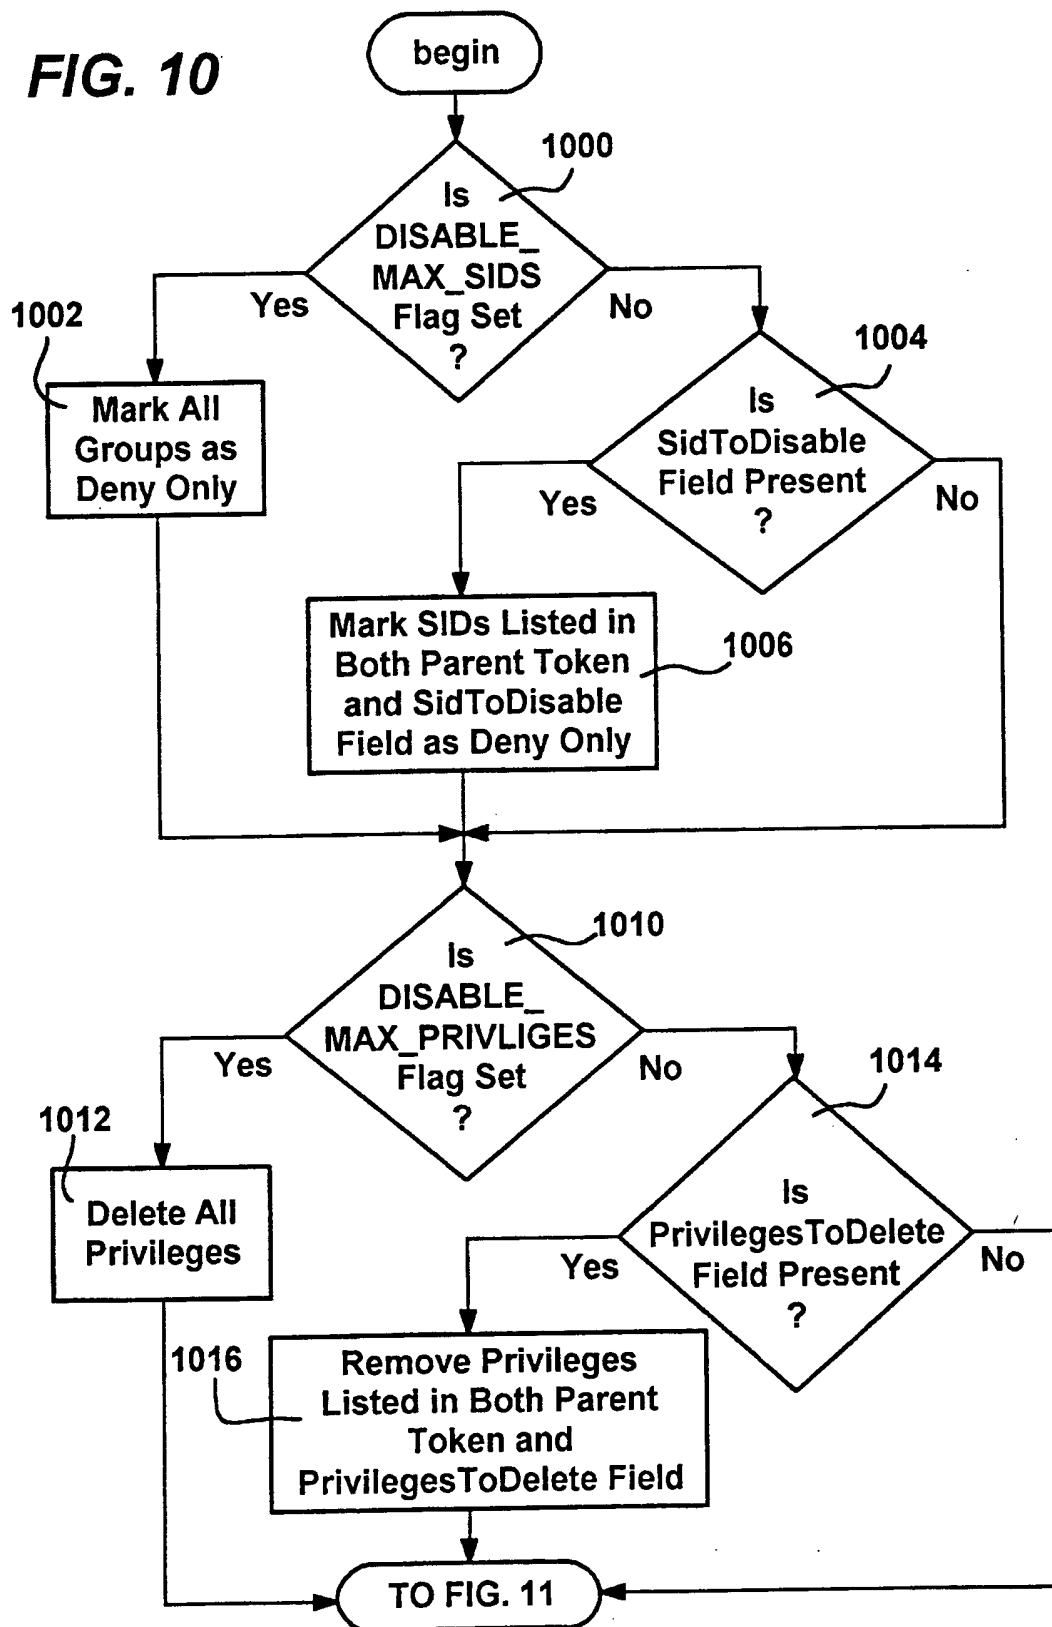 FIG. 10
begin
1000
Is
DISABLE_
MAX_SIDS
Flag Set
?
Yes
No
1002
Mark All
Groups as
Deny Only
1004
Is
SidToDisable
Field Present
?
Yes
No
Mark SIDs Listed in
Both Parent Token
and SidToDisable
Field as Deny Only
1006
1010
Is
DISABLE_
MAX_PRIVLIGES
Flag Set
?
Yes
No
1012
Delete All
Privileges
1014
Is
PrivilegesToDelete
Field Present
?
Yes
No
1016
Remove Privileges
Listed in Both Parent
Token and
PrivilegesToDelete Field
TO FIG. 11